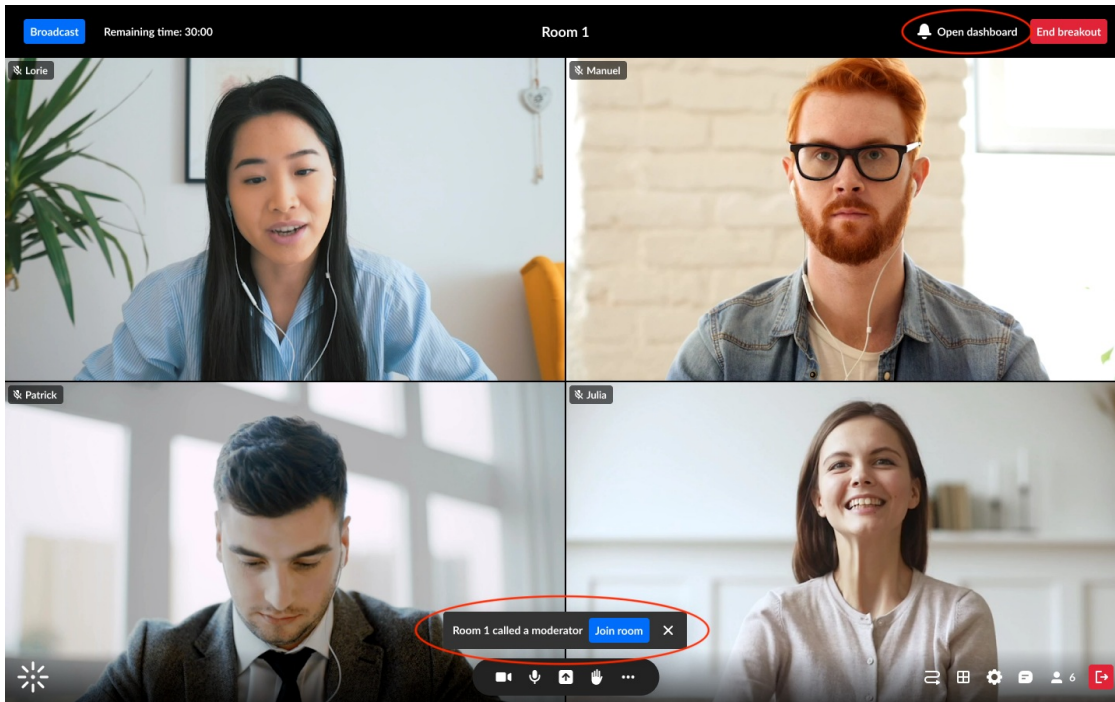 Broadcast
Remaining time: 30:00
Room 1
Open dashboard
End breakout
Lorie
Manuel
Patrick
Julia
Room 1 called a moderator
Join room
6